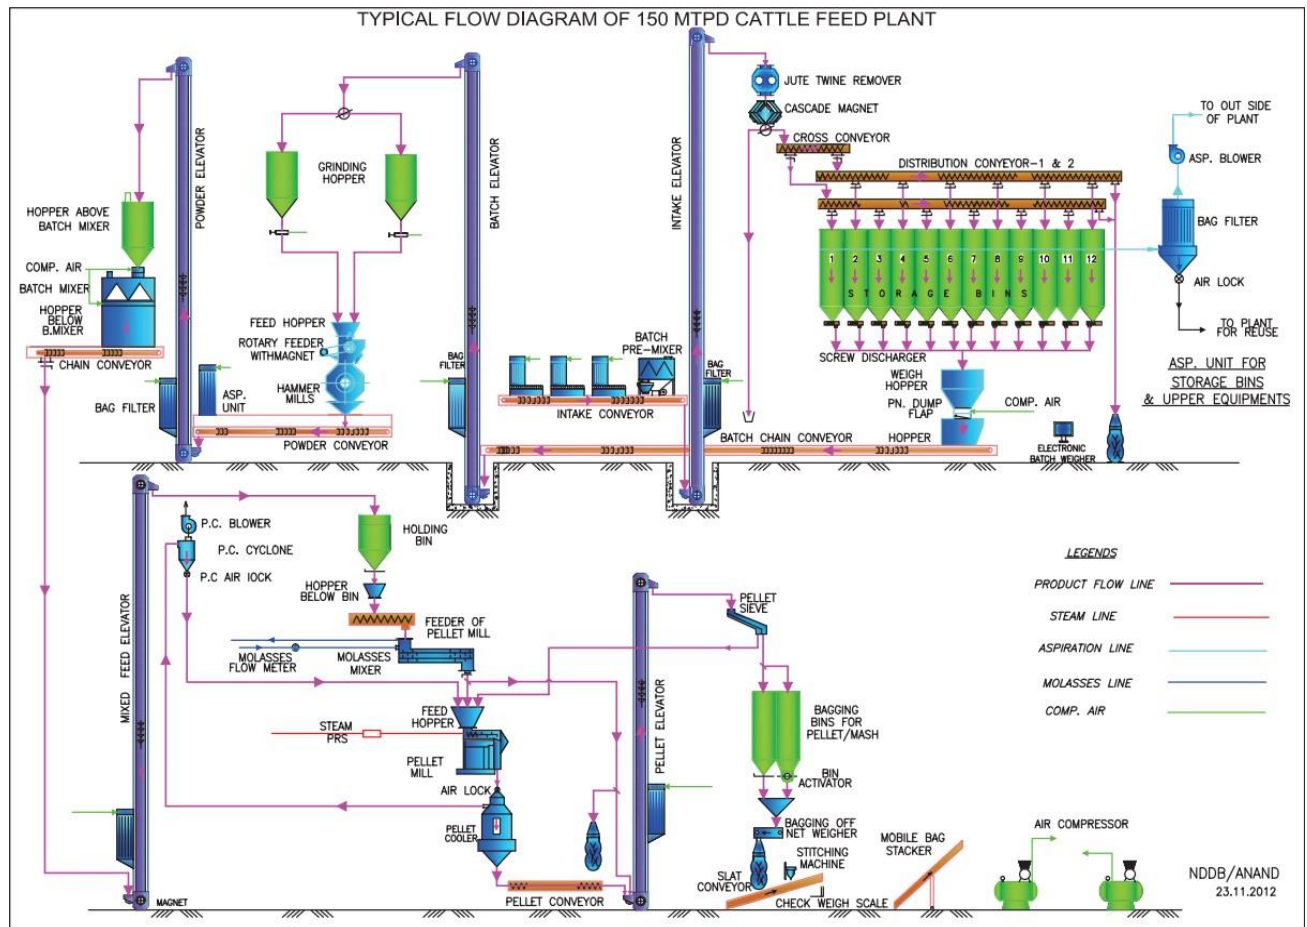 TYPICAL FLOW DIAGRAM OF 150 MTPD CATTLE FEED PLANT
JUTE TWINE REMOVER
CASCADE MAGNET
CROSS CONVEYOR
DISTRIBUTION CONYEYOR-1 & 2
TO OUT SIDE
OF PLANT
ASP. BLOWER
BAG FILTER
AIR LOCK
TO PLANT
FOR REUSE
ASP. UNIT FOR
STORAGE BINS
& UPPER EQUIPMENTS
POWDER ELEVATOR
GRINDING
HOPPER
BATCH ELEVATOR
INTAKE ELEVATOR
HOPPER ABOVE
BATCH MIXER
COMP. AIR
BATCH MIXER
HOPPER
BELOW
B.MIXER
CHAIN CONVEYOR
BAG FILTER
ASP.
UNIT
FEED HOPPER
ROTARY FEEDER
WITHMAGNET
HAMMER
MILLS
POWDER CONVEYOR
BAG
FILTER
BATCH
PRE-MIXER
INTAKE CONVEYOR
BAG
FILTER
1 2 3 4 5 6 7 8 9 10 11 12
STORAGE BINS
SCREW DISCHARGER
WEIGH
HOPPER
PN. DUMP
FLAP
COMP. AIR
HOPPER
BATCH CHAIN CONVEYOR
ELECTRONIC
BATCH WEIGHER
MIXED FEED ELEVATOR
P.C. BLOWER
P.C. CYCLONE
P.C AIR lOCK
HOLDING
BIN
HOPPER
BELOW BIN
FEEDER OF
PELLET MILL
MOLASSES
FLOW METER
MOLASSES
MIXER
FEED
HOPPER
STEAM
PRS
PELLET
MILL
AIR LOCK
PELLET
COOLER
PELLET CONVEYOR
MAGNET
PELLET ELEVATOR
PELLET
SIEVE
BAGGING
BINS FOR
PELLET/MASH
BIN
ACTIVATOR
BAGGING OFF
NET WEIGHER
STITCHING
MACHINE
SLAT
CONVEYOR
CHECK WEIGH SCALE
MOBILE BAG
STACKER
AIR COMPRESSOR
LEGENDS
PRODUCT FLOW LINE
STEAM LINE
ASPIRATION LINE
MOLASSES LINE
COMP. AIR
NDDB/ANAND
23.11.2012